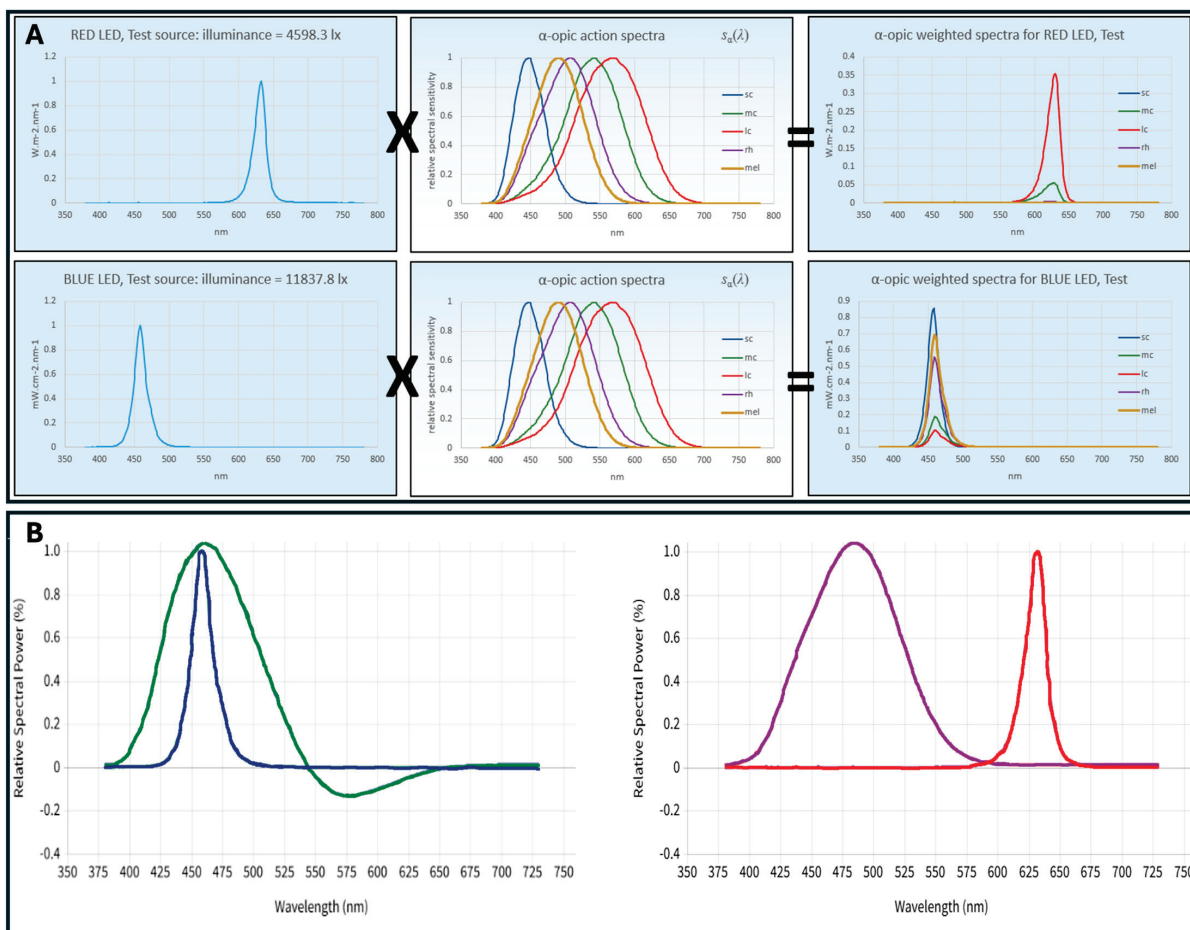 A
RED LED, Test source: illuminance = 4598.3 lx
W.m-2.nm-1
1.2
1
0.8
0.6
0.4
0.2
0
350 400 450 500 550 600 650 700 750 800
nm
X
α-opic action spectra sα(λ)
relative spectral sensitivity
1
0.8
0.6
0.4
0.2
0
sc
mc
lc
rh
mel
350 400 450 500 550 600 650 700 750 800
nm
=
α-opic weighted spectra for RED LED, Test
W.m-2.nm-1
0.4
0.35
0.3
0.25
0.2
0.15
0.1
0.05
0
sc
mc
lc
rh
mel
350 400 450 500 550 600 650 700 750 800
nm
BLUE LED, Test source: illuminance = 11837.8 lx
mW.cm-2.nm-1
1.2
1
0.8
0.6
0.4
0.2
0
350 400 450 500 550 600 650 700 750 800
nm
X
α-opic action spectra sα(λ)
relative spectral sensitivity
1
0.8
0.6
0.4
0.2
0
sc
mc
lc
rh
mel
350 400 450 500 550 600 650 700 750 800
nm
=
α-opic weighted spectra for BLUE LED, Test
mW.cm-2.nm-1
0.9
0.8
0.7
0.6
0.5
0.4
0.3
0.2
0.1
0
sc
mc
lc
rh
mel
350 400 450 500 550 600 650 700 750 800
nm
B
Relative Spectral Power (%)
1.0
0.8
0.6
0.4
0.2
0
-0.2
-0.4
350 375 400 425 450 475 500 525 550 575 600 625 650 675 700 725 750
Wavelength (nm)
Relative Spectral Power (%)
1.0
0.8
0.6
0.4
0.2
0
-0.2
-0.4
350 375 400 425 450 475 500 525 550 575 600 625 650 675 700 725 750
Wavelength (nm)